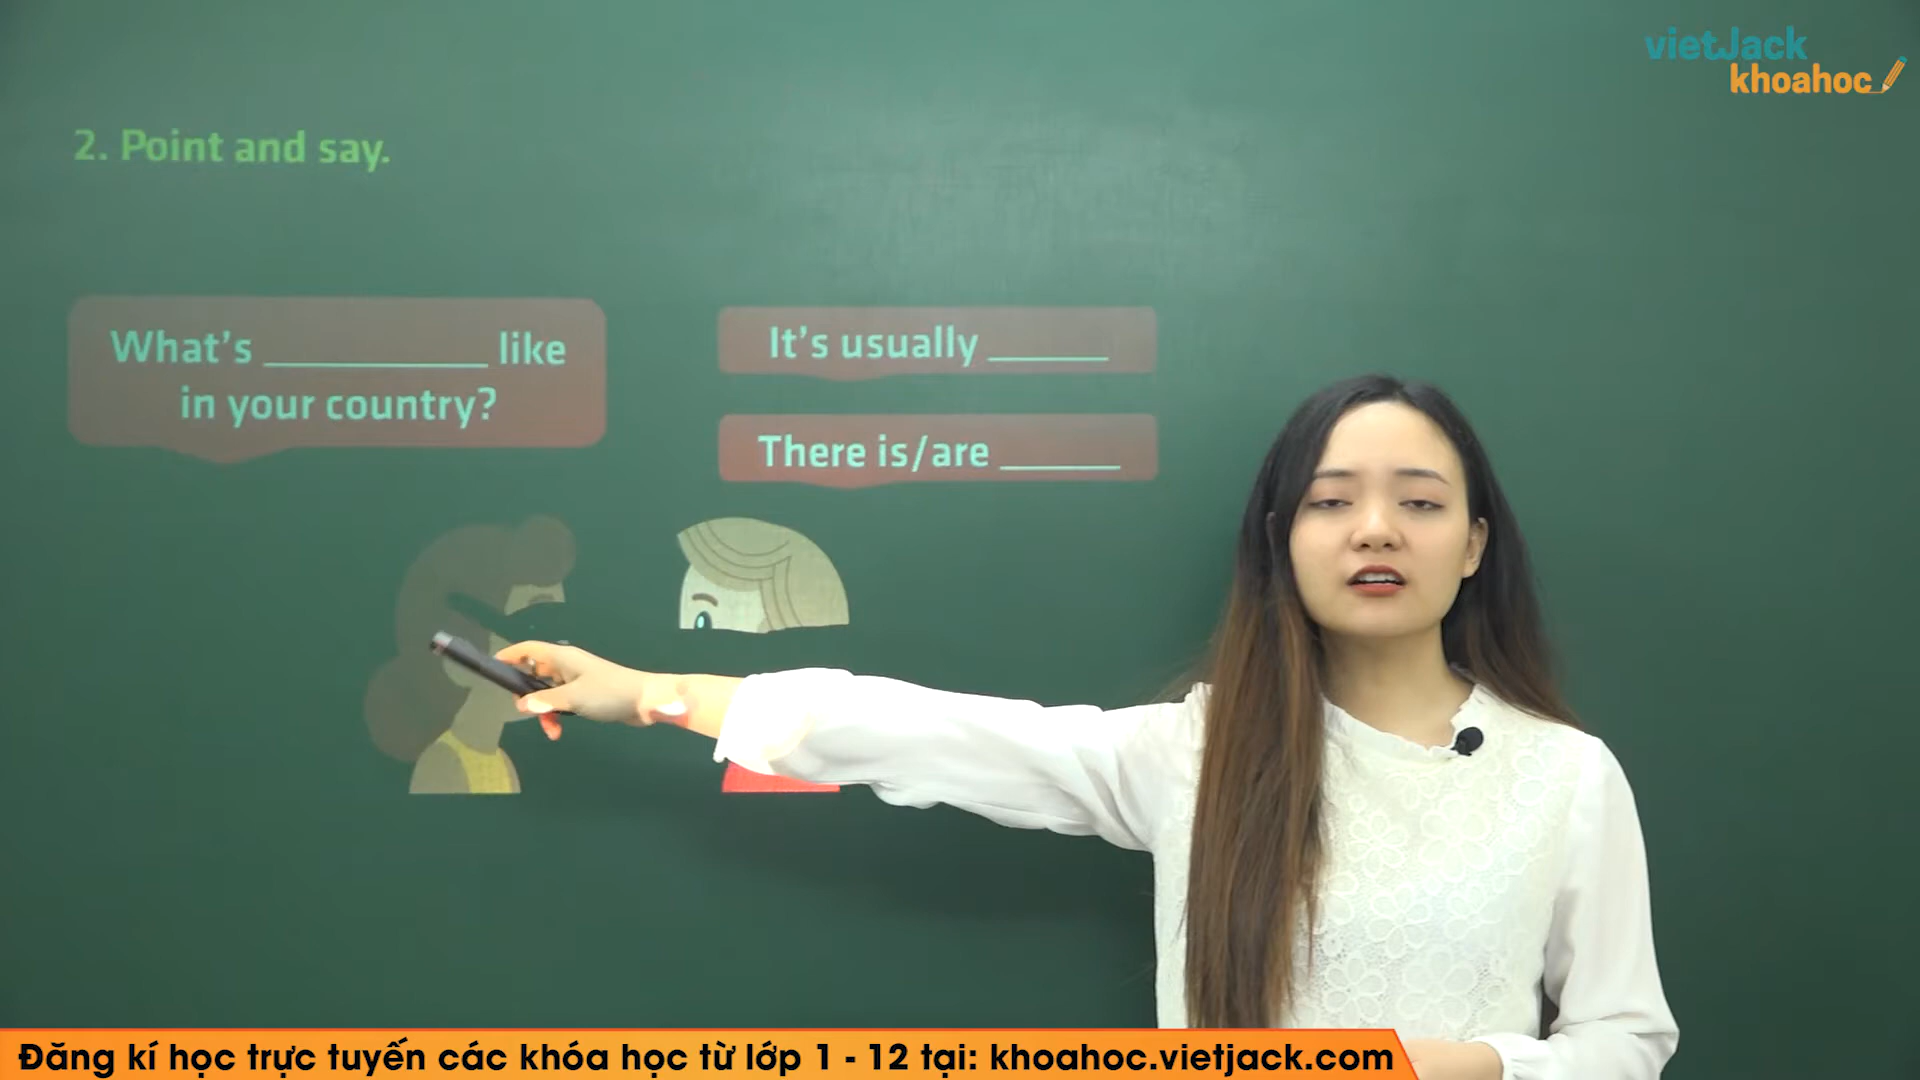 vietJack
khoahoc
2. Point and say.
What's __________ like
in your country?
It's usually ______
There is/are ______
Đăng kí học trực tuyến các khóa học từ lớp 1 - 12 tại: khoahoc.vietjack.com